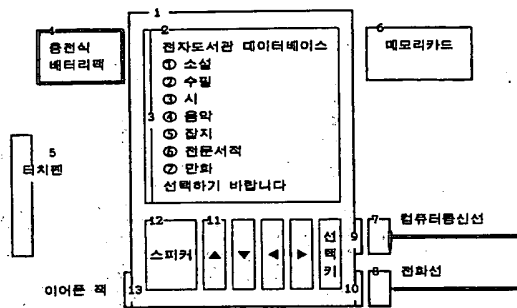 1
4
충전식
배터리팩
2
전자도서관 데이터베이스
① 소설
② 수필
③ 시
3 ④ 음악
⑤ 잡지
⑥ 전문서적
⑦ 만화
선택하기 바랍니다
6
메모리카드
5
터치펜
12
스피커
11
▲ ▼ ◀ ▶
선택키
9
7
컴퓨터통신선
이어폰 잭
13
10
8
전화선